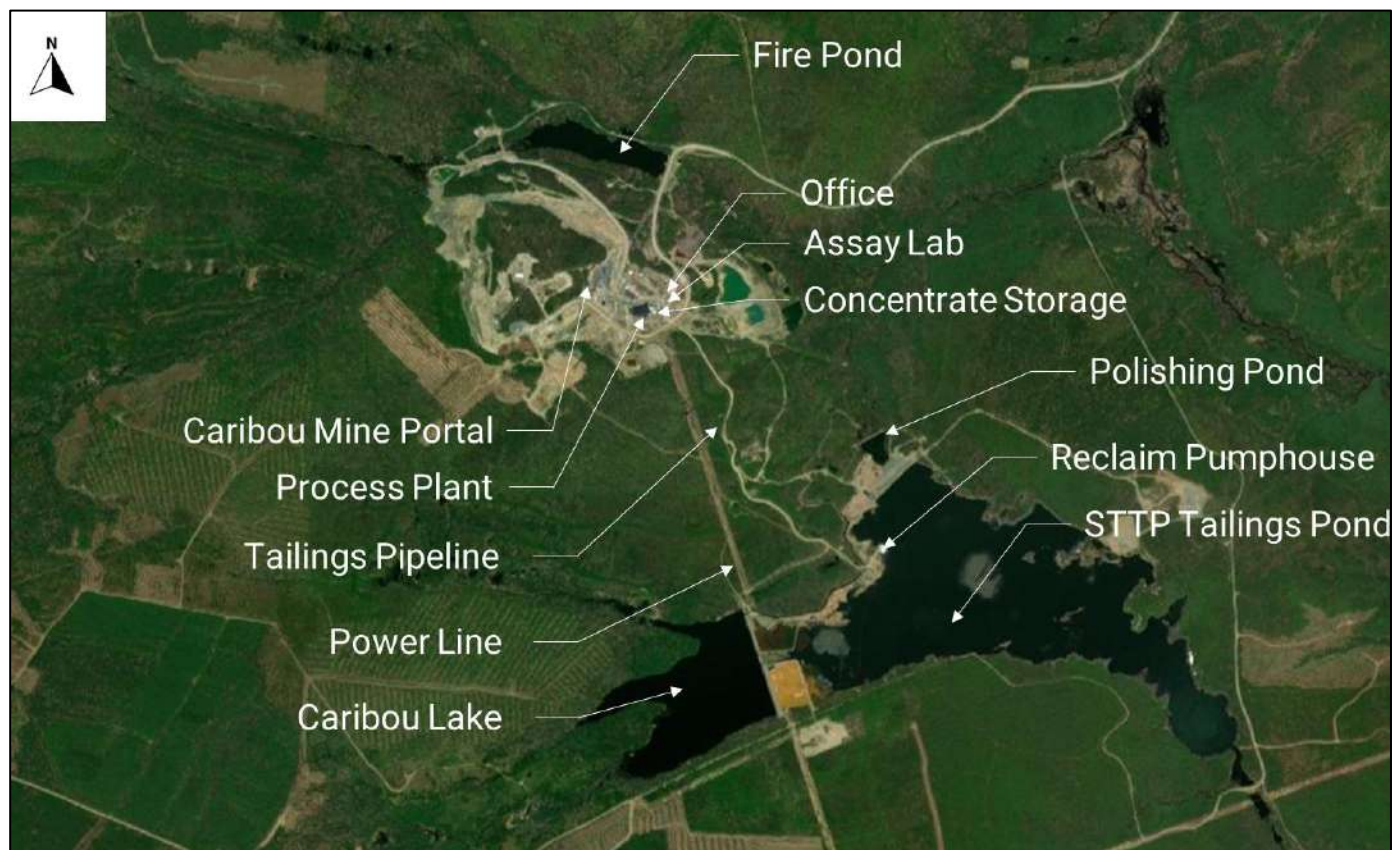 N
Fire Pond
Office
Assay Lab
Concentrate Storage
Polishing Pond
Caribou Mine Portal
Reclaim Pumphouse
Process Plant
STTP Tailings Pond
Tailings Pipeline
Power Line
Caribou Lake